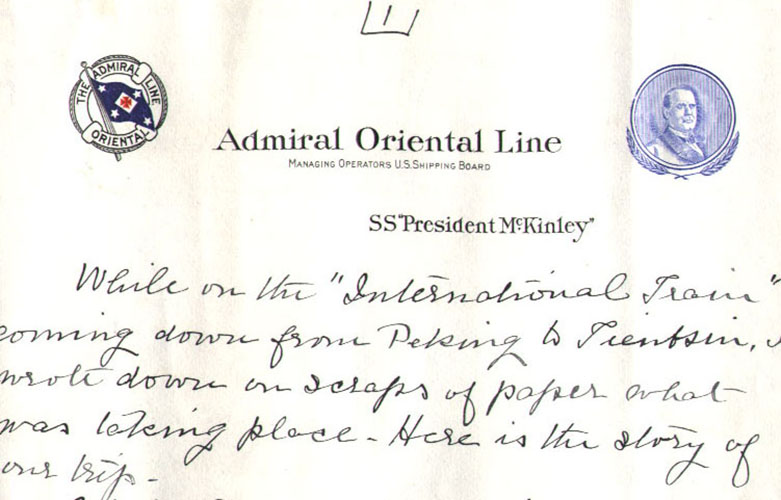 1
THE ADMIRAL LINE
ORIENTAL
Admiral Oriental Line
MANAGING OPERATORS U.S. SHIPPING BOARD
SS "President McKinley"
While on the "International Train"
coming down from Peking to Tientsin, I
wrote down on scraps of paper what
was taking place - Here is the story of
our trip -